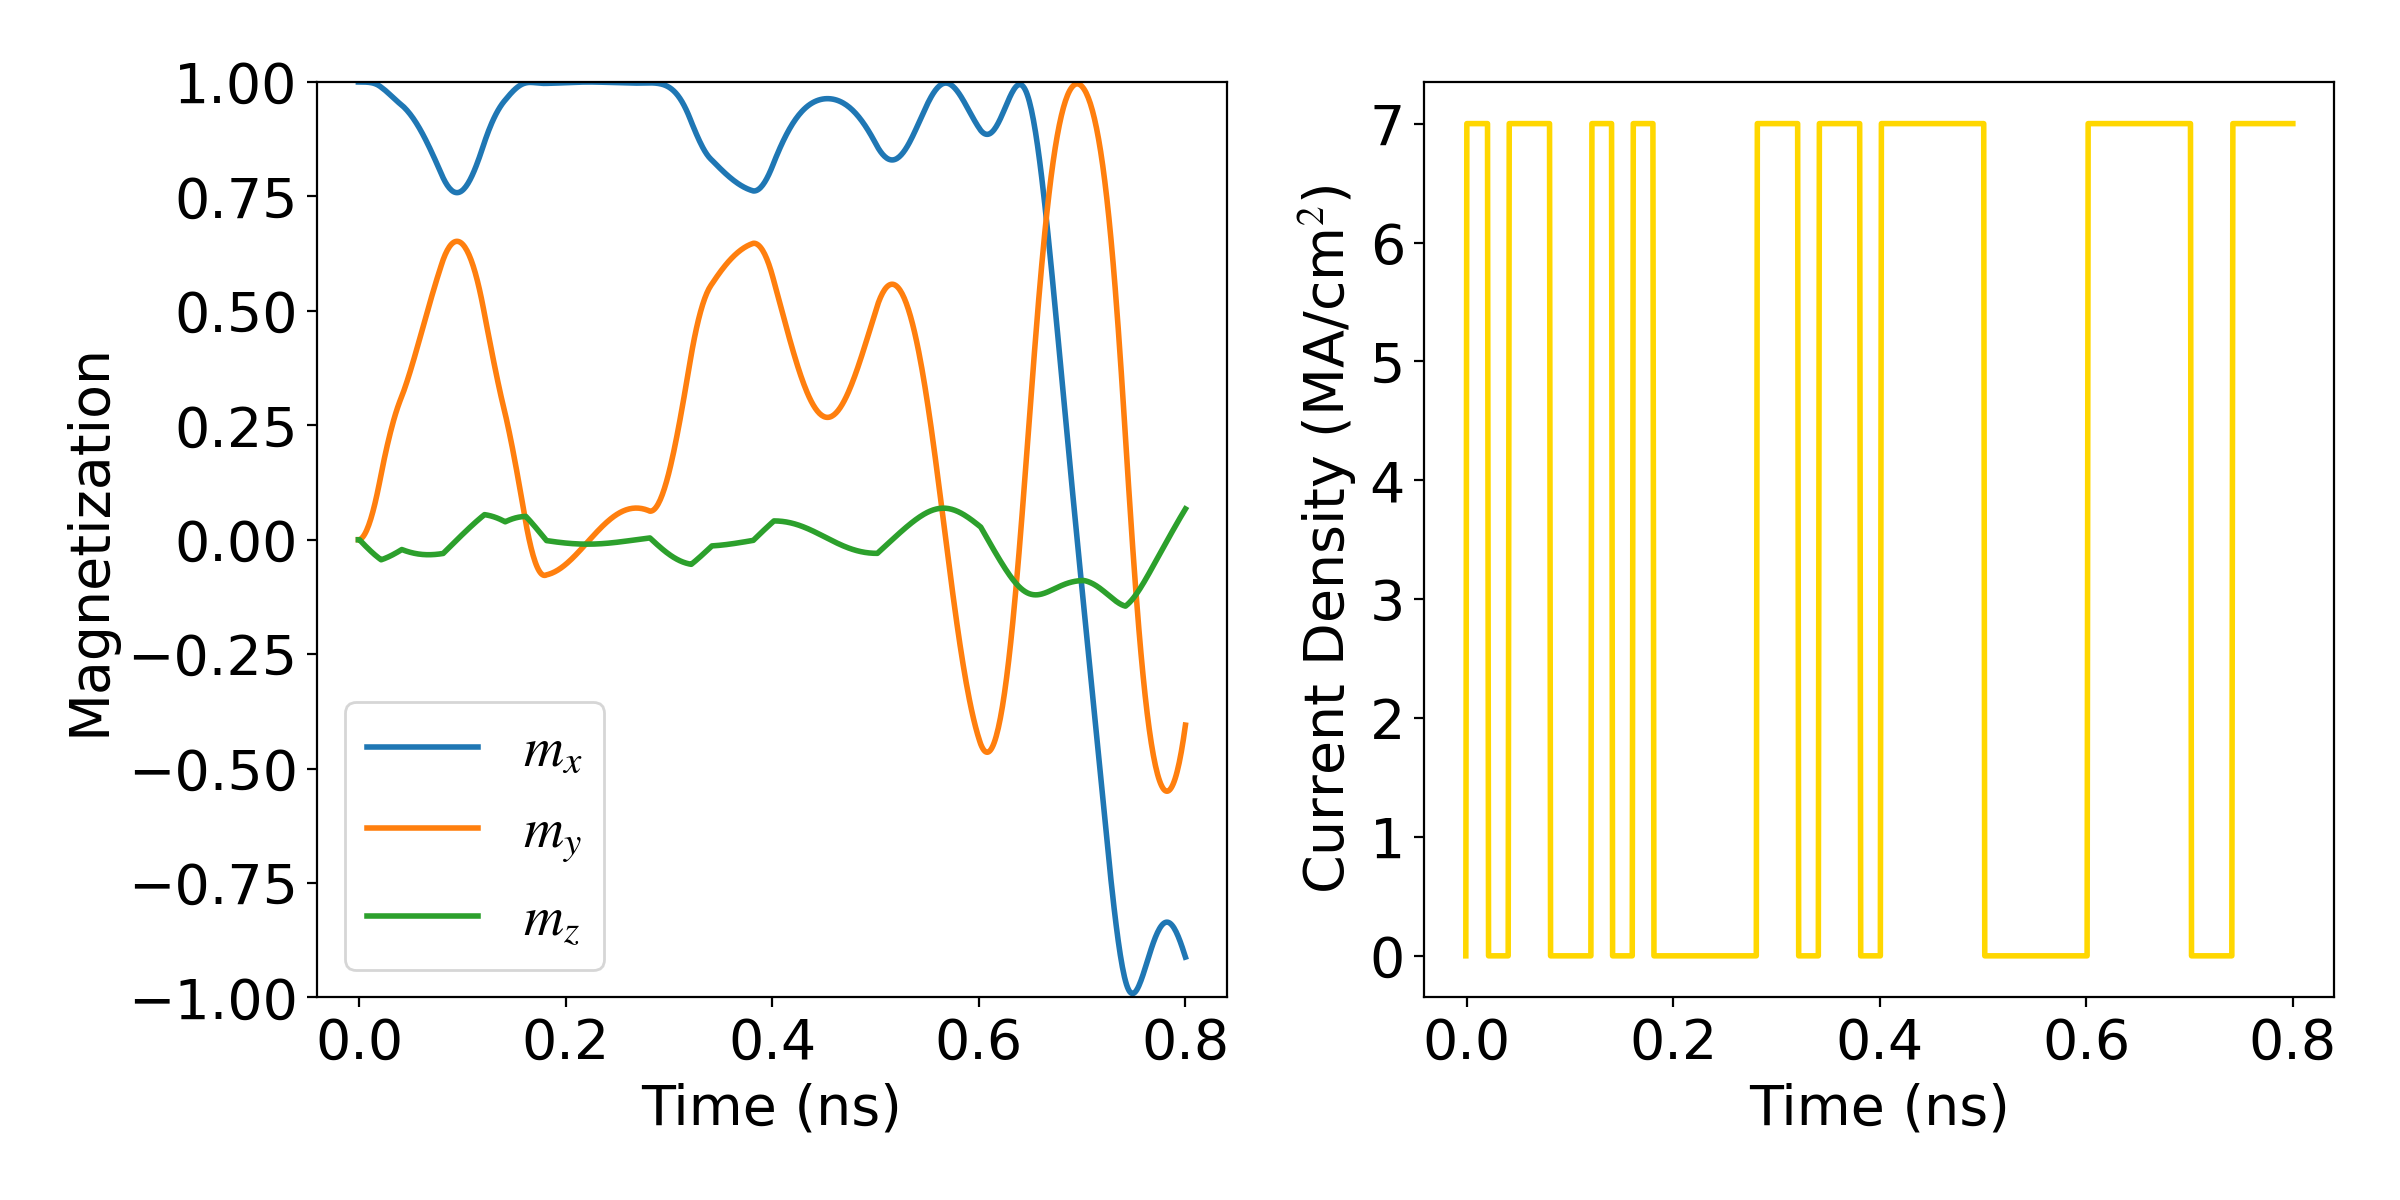 Magnetization
1.00
0.75
0.50
0.25
0.00
−0.25
−0.50
−0.75
−1.00
m_x
m_y
m_z
0.0 0.2 0.4 0.6 0.8
Time (ns)
Current Density (MA/cm²)
7
6
5
4
3
2
1
0
0.0 0.2 0.4 0.6 0.8
Time (ns)